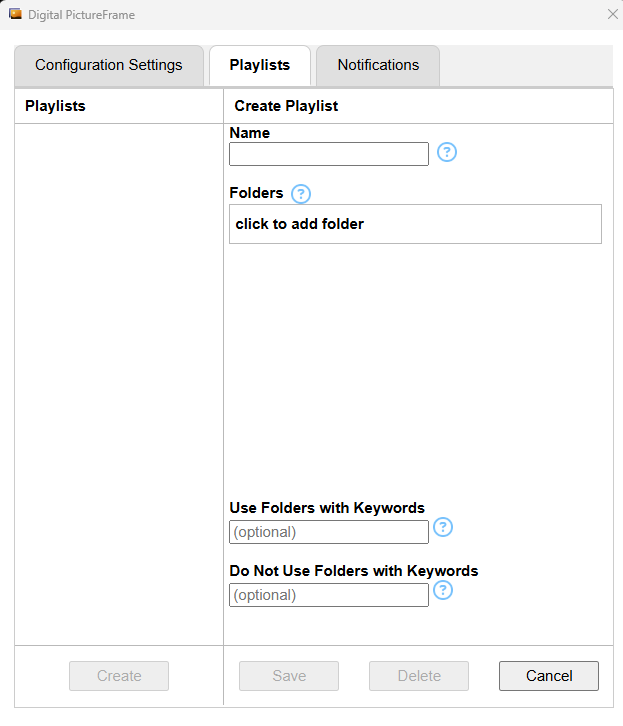 Digital PictureFrame
Configuration Settings
Playlists
Notifications
Playlists
Create Playlist
Name
?
Folders ?
click to add folder
Use Folders with Keywords
(optional) ?
Do Not Use Folders with Keywords
(optional) ?
Create
Save
Delete
Cancel